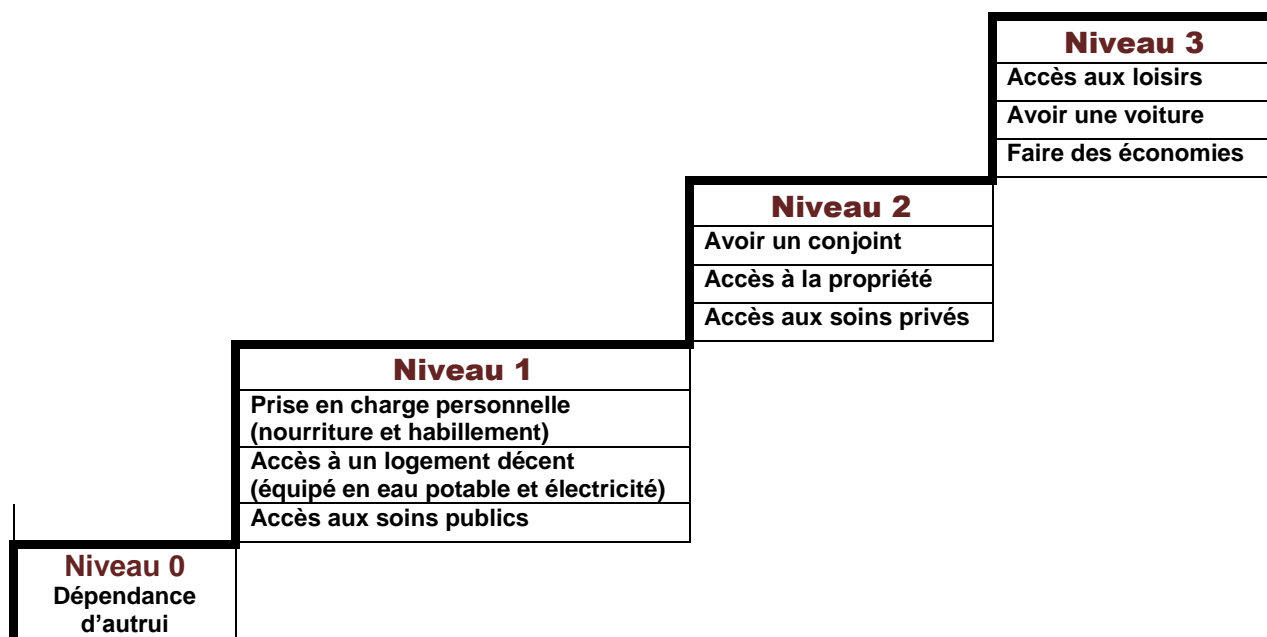 Niveau 3
Accès aux loisirs
Avoir une voiture
Faire des économies
Niveau 2
Avoir un conjoint
Accès à la propriété
Accès aux soins privés
Niveau 1
Prise en charge personnelle
(nourriture et habillement)
Accès à un logement décent
(équipé en eau potable et électricité)
Accès aux soins publics
Niveau 0
Dépendance
d’autrui